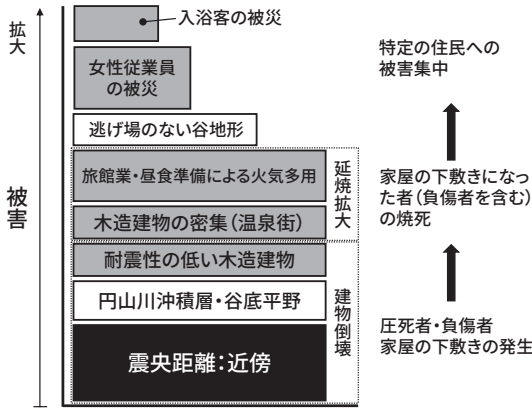 拡大
被害
入浴客の被災
女性従業員
の被災
逃げ場のない谷地形
旅館業・昼食準備による火気多用
木造建物の密集(温泉街)
延焼拡大
耐震性の低い木造建物
円山川沖積層・谷底平野
震央距離:近傍
建物倒壊
特定の住民への
被害集中
家屋の下敷きになっ
た者(負傷者を含む)
の焼死
圧死者・負傷者
家屋の下敷きの発生